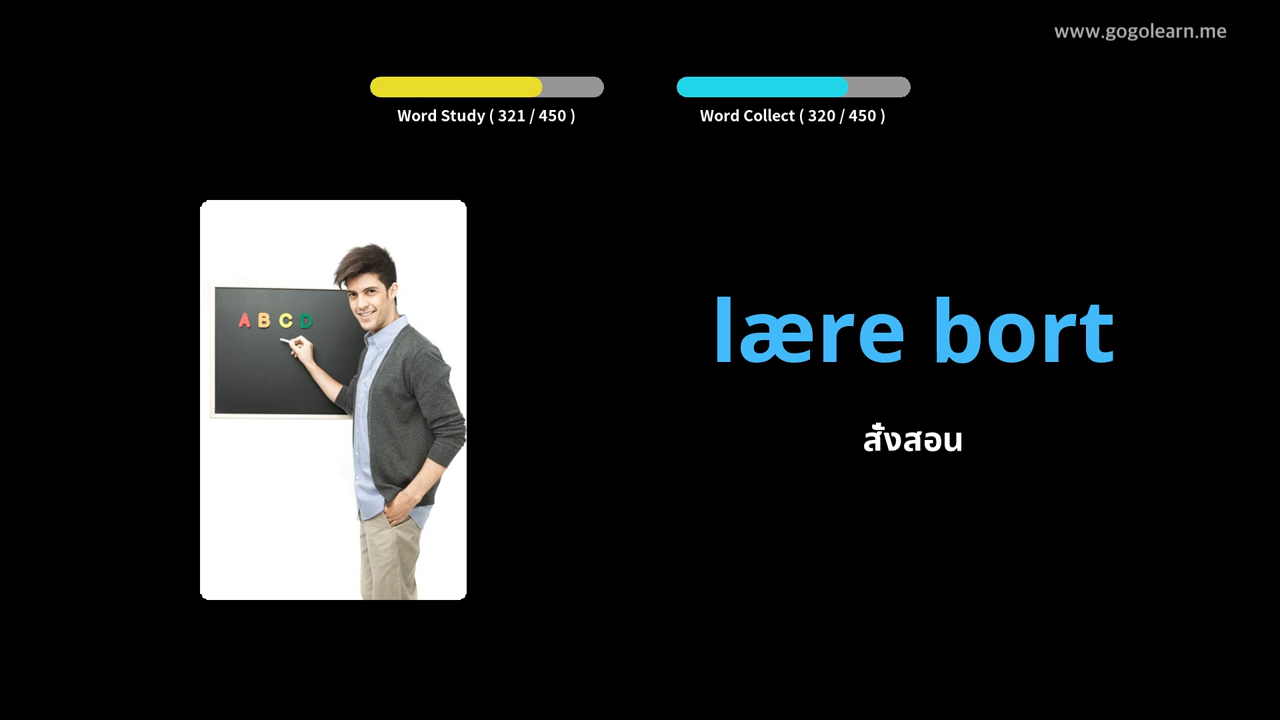 www.gogolearn.me
Word Study ( 321 / 450 )
Word Collect ( 320 / 450 )
A B C D
lære bort
สั่งสอน